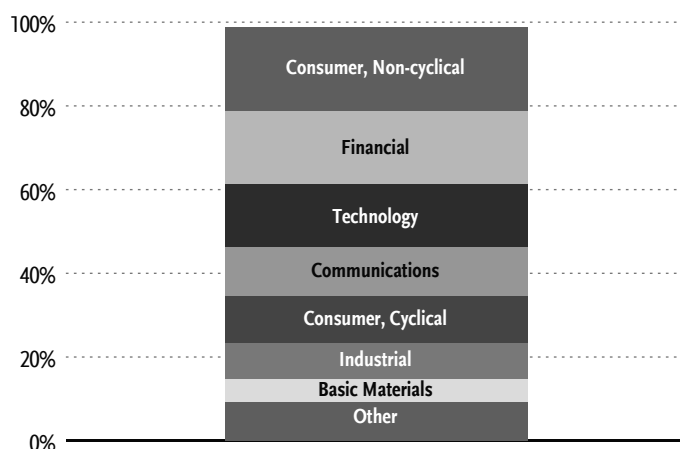 100%
Consumer, Non-cyclical
80%
Financial
60%
Technology
40%
Communications
Consumer, Cyclical
20%
Industrial
Basic Materials
Other
0%